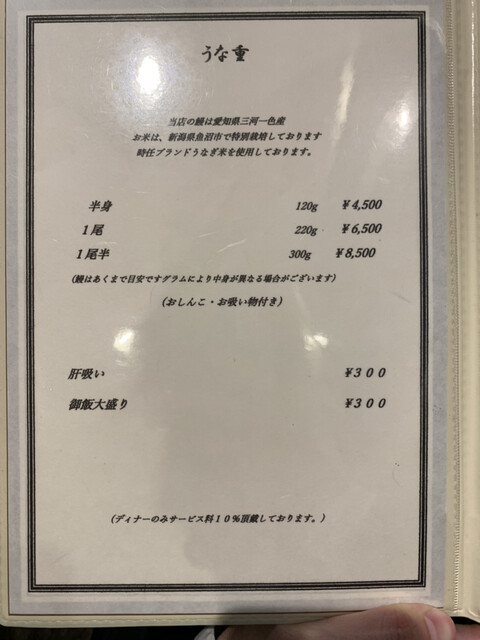 うな重
当店の鰻は愛知県三河一色産
お米は、新潟県魚沼市で特別栽培しております
時任ブランドうなぎ米を使用しております。
半身 120g ¥4,500
1尾 220g ¥6,500
1尾半 300g ¥8,500
(鰻はあくまで目安ですグラムにより中身が異なる場合がございます)
(おしんこ・お吸い物付き)
肝吸い ¥300
御飯大盛り ¥300
(ディナーのみサービス料10%頂戴しております。)